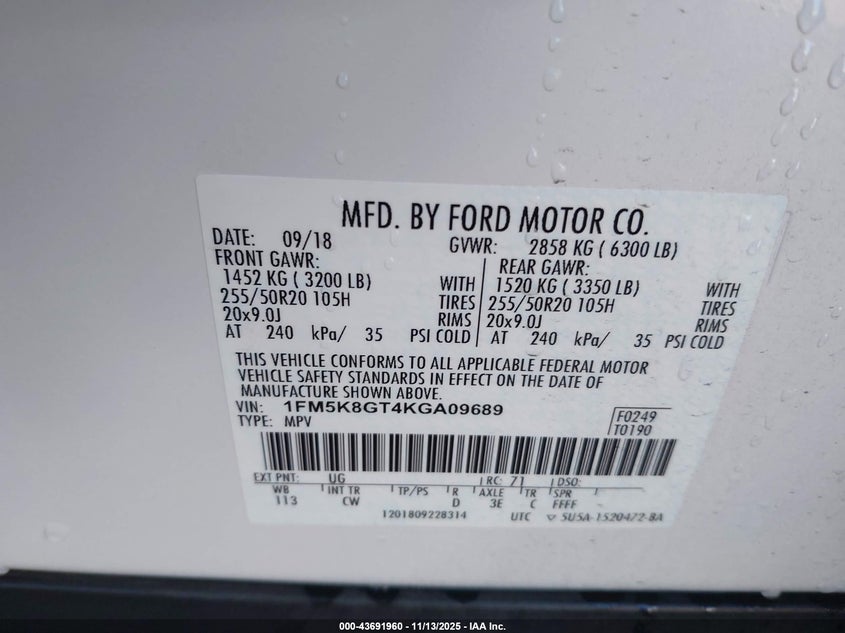 MFD. BY FORD MOTOR CO.
DATE: 09/18 GVWR: 2858 KG ( 6300 LB)
FRONT GAWR: REAR GAWR:
1452 KG ( 3200 LB) WITH 1520 KG ( 3350 LB) WITH
255/50R20 105H TIRES 255/50R20 105H TIRES
20x9.0J RIMS 20x9.0J RIMS
AT 240 kPa/ 35 PSI COLD AT 240 kPa/ 35 PSI COLD
THIS VEHICLE CONFORMS TO ALL APPLICABLE FEDERAL MOTOR
VEHICLE SAFETY STANDARDS IN EFFECT ON THE DATE OF
MANUFACTURE SHOWN ABOVE.
VIN: 1FM5K8GT4KGA09689 F0249
TYPE: MPV T0190
EXT PNT: UG RC: 71 DSO:
WB INT TR TP/PS R AXLE TR SPR
113 CW D 3E C FFFF
1201809228314 UTC ▽ 5U5A-1520472-BA
000-43691960 - 11/13/2025 - IAA Inc.